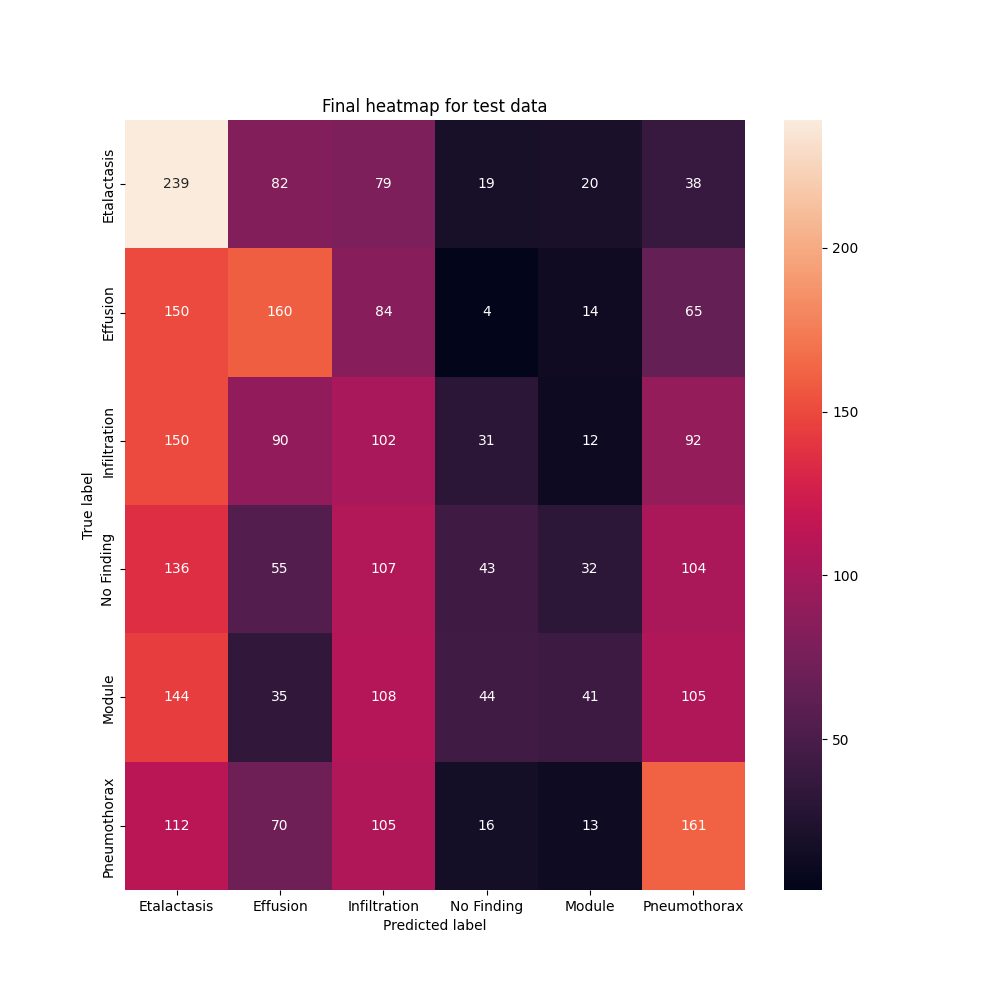 Final heatmap for test data
Etalactasis
239 82 79 19 20 38
Effusion
150 160 84 4 14 65
Infiltration
150 90 102 31 12 92
No Finding
136 55 107 43 32 104
Module
144 35 108 44 41 105
Pneumothorax
112 70 105 16 13 161
True label
Etalactasis Effusion Infiltration No Finding Module Pneumothorax
Predicted label
200
150
100
50